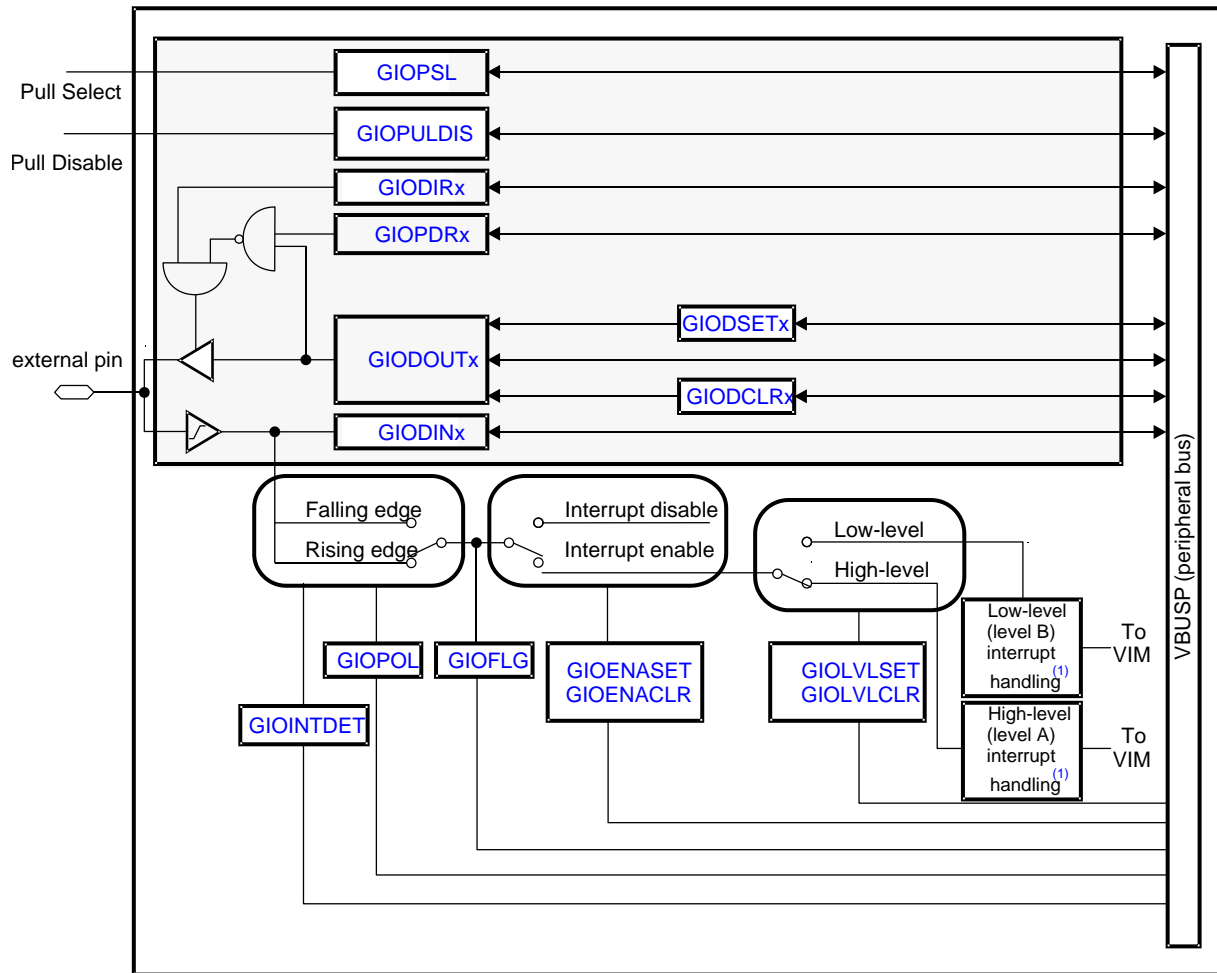 GIOPSL
Pull Select
GIOPULDIS
Pull Disable
GIODIRx
GIOPDRx
GIODSETx
external pin
GIODOUTx
GIODCLRx
GIODINx
VBUSP (peripheral bus)
Falling edge
Rising edge
Interrupt disable
Interrupt enable
Low-level
High-level
Low-level
(level B)
interrupt
handling(1)
To
VIM
GIOPOL
GIOFLG
GIOENASET
GIOENACLR
GIOLVLSET
GIOLVLCLR
GIOINTDET
High-level
(level A)
interrupt
handling(1)
To
VIM